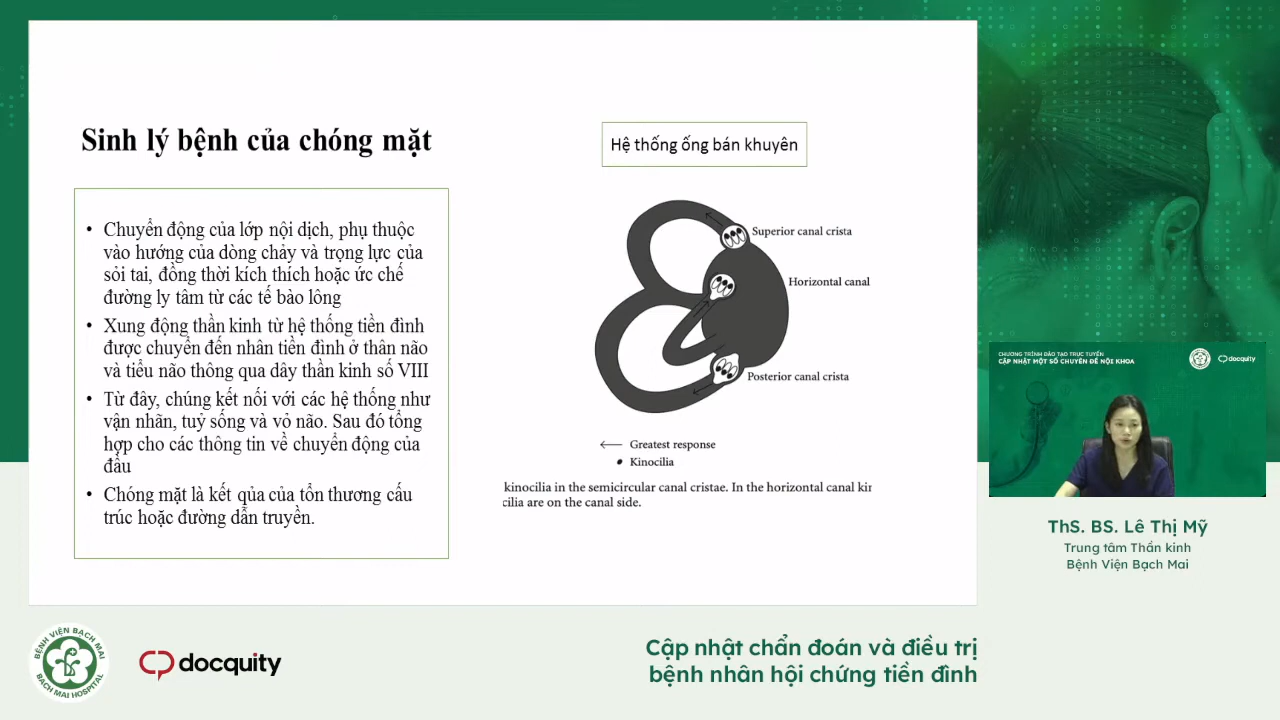 Sinh lý bệnh của chóng mặt
• Chuyển động của lớp nội dịch, phụ thuộc
vào hướng của dòng chảy và trọng lực của
sỏi tai, đồng thời kích thích hoặc ức chế
đường ly tâm từ các tế bào lông
• Xung động thần kinh từ hệ thống tiền đình
được chuyển đến nhân tiền đình ở thân não
và tiểu não thông qua dây thần kinh số VIII
• Từ đây, chúng kết nối với các hệ thống như
vận nhãn, tuỷ sống và vỏ não. Sau đó tổng
hợp cho các thông tin về chuyển động của
đầu
• Chóng mặt là kết qủa của tổn thương cấu
trúc hoặc đường dẫn truyền.
Hệ thống ống bán khuyên
Superior canal crista
Horizontal canal
Posterior canal crista
Greatest response
Kinocilia
kinocilia in the semicircular canal cristae. In the horizontal canal kin
cilia are on the canal side.
CHƯƠNG TRÌNH ĐÀO TẠO TRỰC TUYẾN
CẬP NHẬT MỘT SỐ CHUYÊN ĐỀ NỘI KHOA
docquity
ThS. BS. Lê Thị Mỹ
Trung tâm Thần kinh
Bệnh Viện Bạch Mai
BỆNH VIỆN BẠCH MAI
BACH MAI HOSPITAL
docquity
Cập nhật chẩn đoán và điều trị
bệnh nhân hội chứng tiền đình